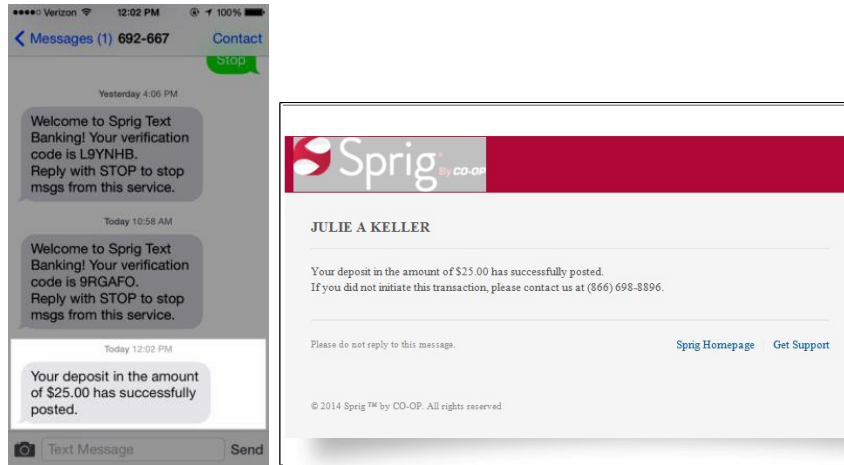 Verizon 12:02 PM 100%
Messages (1) 692-667 Contact
Stop
Yesterday 4:06 PM
Welcome to Sprig Text
Banking! Your verification
code is L9YNHB.
Reply with STOP to stop
msgs from this service.
Today 10:58 AM
Welcome to Sprig Text
Banking! Your verification
code is 9RGAFO.
Reply with STOP to stop
msgs from this service.
Today 12:02 PM
Your deposit in the amount
of $25.00 has successfully
posted.
Text Message Send
Sprig By CO-OP
JULIE A KELLER
Your deposit in the amount of $25.00 has successfully posted.
If you did not initiate this transaction, please contact us at (866) 698-8896.
Please do not reply to this message. Sprig Homepage Get Support
© 2014 Sprig ™ by CO-OP. All rights reserved